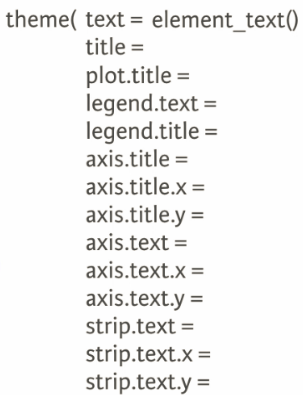 theme( text = element_text()
title =
plot.title =
legend.text =
legend.title =
axis.title =
axis.title.x =
axis.title.y =
axis.text =
axis.text.x =
axis.text.y =
strip.text =
strip.text.x =
strip.text.y =